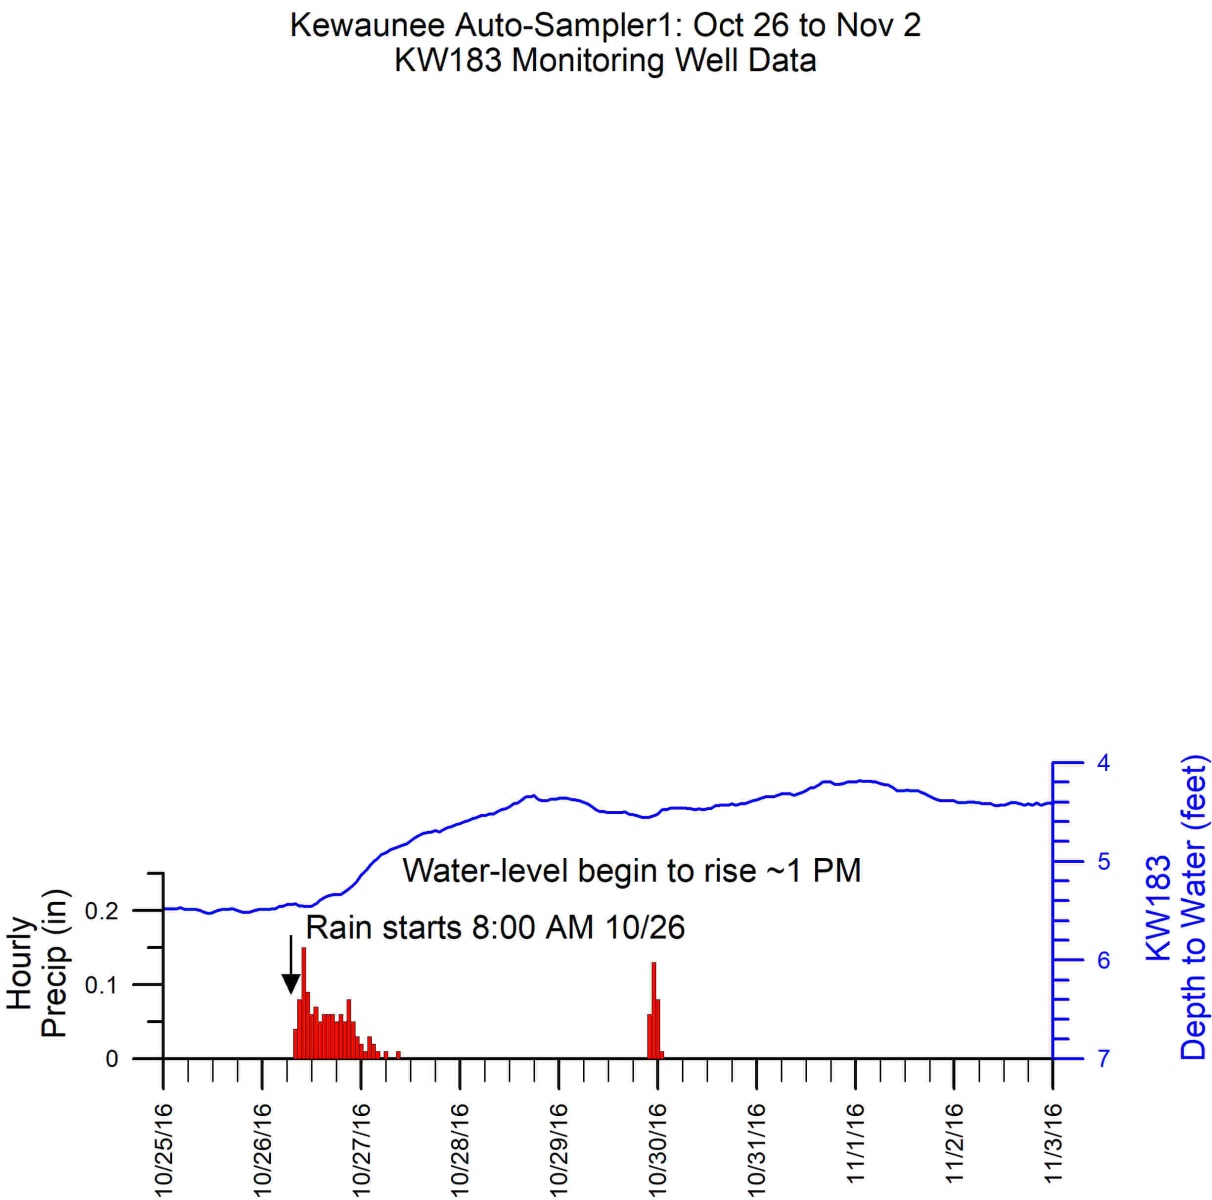 Kewaunee Auto-Sampler1: Oct 26 to Nov 2
KW183 Monitoring Well Data
Water-level begin to rise ~1 PM
Rain starts 8:00 AM 10/26
Hourly
Precip (in)
0.2
0.1
0
4
5
6
7
KW183
Depth to Water (feet)
10/25/16
10/26/16
10/27/16
10/28/16
10/29/16
10/30/16
10/31/16
11/1/16
11/2/16
11/3/16